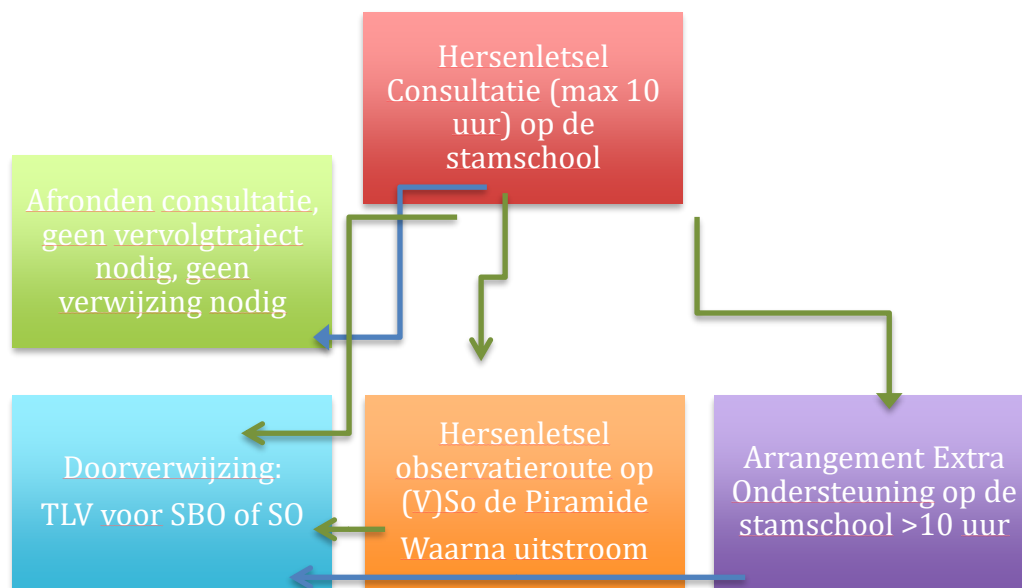 Hersenletsel
Consultatie (max 10
uur) op de
stamschool
Afronden consultatie,
geen vervolgtraject
nodig, geen
verwijzing nodig
Doorverwijzing:
TLV voor SBO of SO
Hersenletsel
observatieroute op
(V)So de Piramide
Waarna uitstroom
Arrangement Extra
Ondersteuning op de
stamschool >10 uur